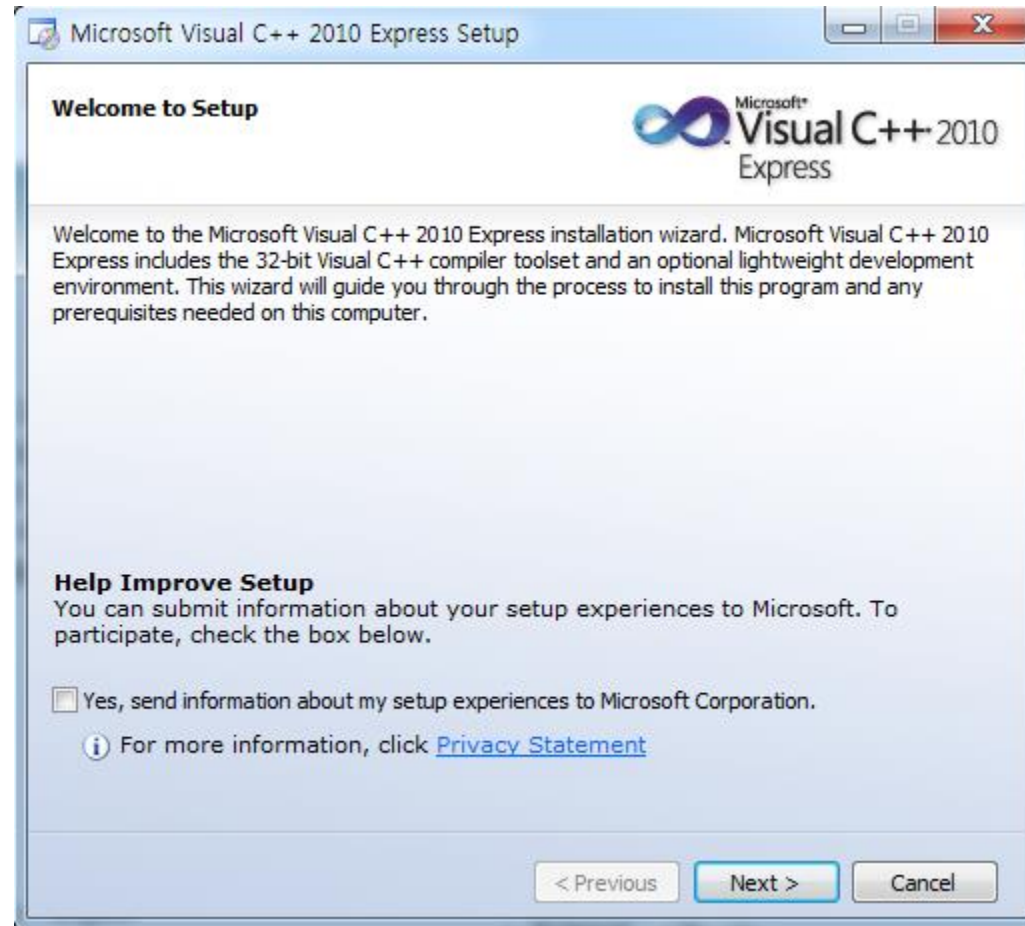 Microsoft Visual C++ 2010 Express Setup
Welcome to Setup
Microsoft®
Visual C++ 2010
Express
Welcome to the Microsoft Visual C++ 2010 Express installation wizard. Microsoft Visual C++ 2010
Express includes the 32-bit Visual C++ compiler toolset and an optional lightweight development
environment. This wizard will guide you through the process to install this program and any
prerequisites needed on this computer.
Help Improve Setup
You can submit information about your setup experiences to Microsoft. To
participate, check the box below.
Yes, send information about my setup experiences to Microsoft Corporation.
For more information, click Privacy Statement
< Previous
Next >
Cancel